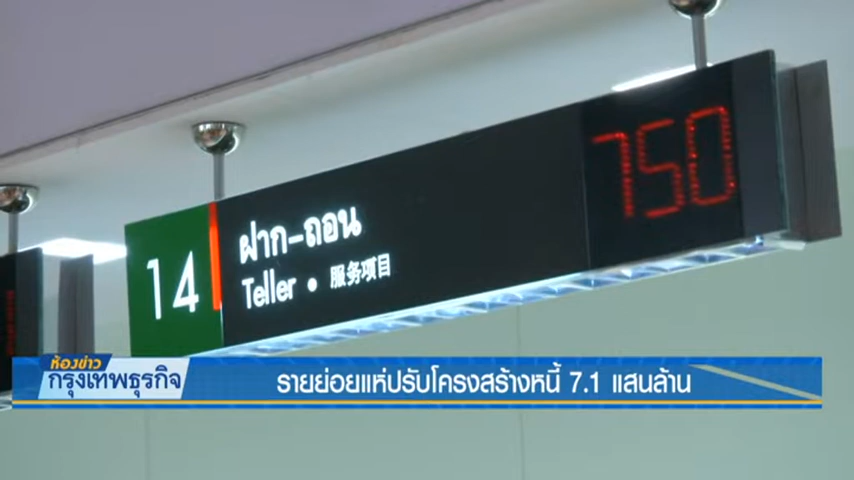 14
ฝาก-ถอน
Teller • 服务项目
750
ห้องข่าว
กรุงเทพธุรกิจ
รายย่อยแห่ปรับโครงสร้างหนี้ 7.1 แสนล้าน